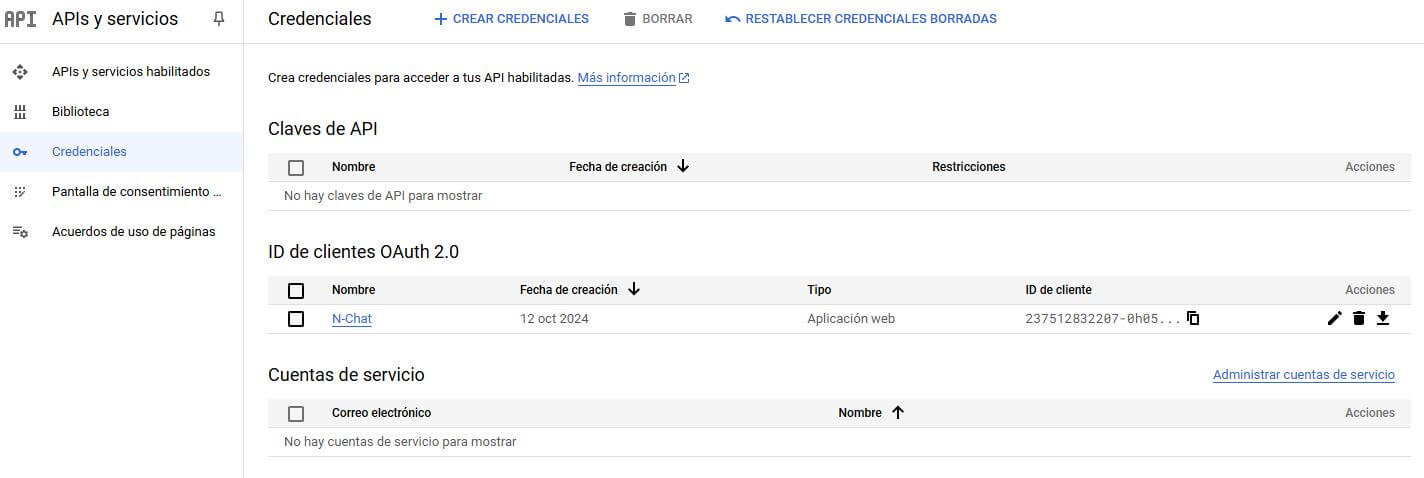 API APIs y servicios
Credenciales
CREAR CREDENCIALES
BORRAR
RESTABLECER CREDENCIALES BORRADAS
APIs y servicios habilitados
Biblioteca
Credenciales
Pantalla de consentimiento ...
Acuerdos de uso de páginas
Crea credenciales para acceder a tus API habilitadas. Más información
Claves de API
Nombre Fecha de creación Restricciones Acciones
No hay claves de API para mostrar
ID de clientes OAuth 2.0
Nombre Fecha de creación Tipo ID de cliente Acciones
N-Chat 12 oct 2024 Aplicación web 237512832207-0h05...
Cuentas de servicio Administrar cuentas de servicio
Correo electrónico Nombre Acciones
No hay cuentas de servicio para mostrar